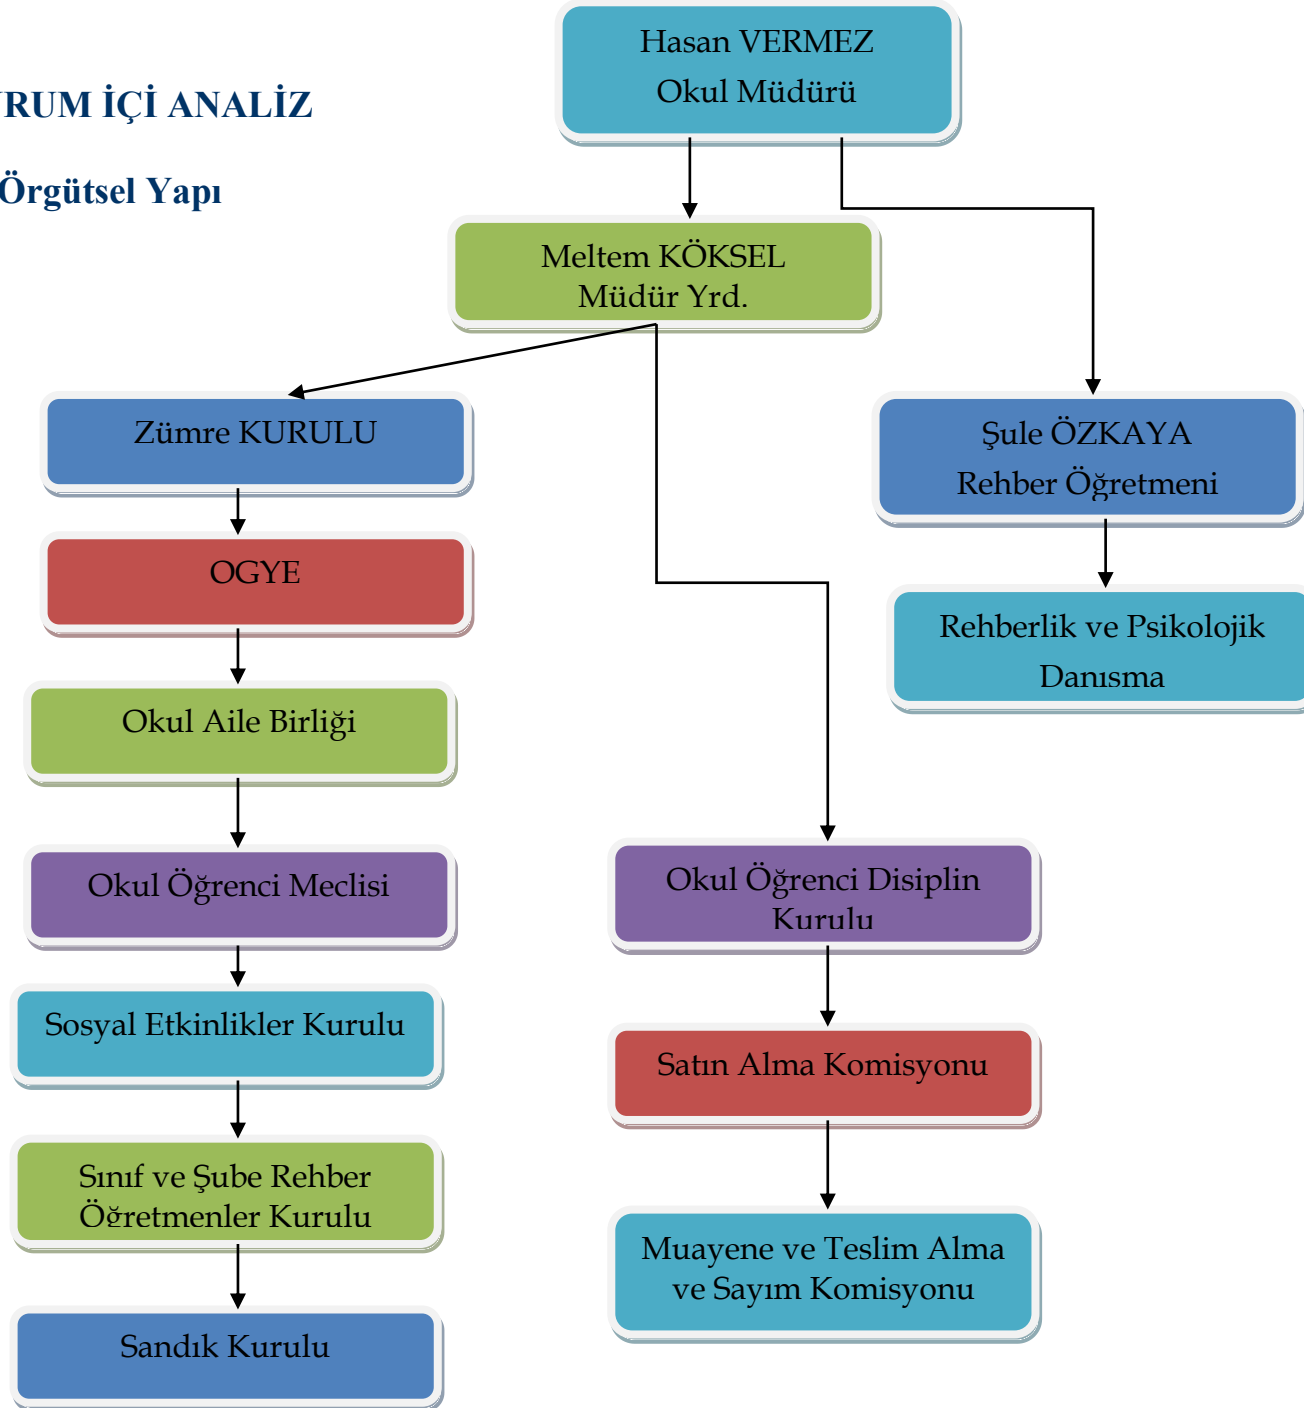 Hasan VERMEZ
Okul Müdürü
RUM İÇİ ANALİZ
Örgütsel Yapı
Meltem KÖKSEL
Müdür Yrd.
Zümre KURULU
Şule ÖZKAYA
Rehber Öğretmeni
OGYE
Rehberlik ve Psikolojik
Danısma
Okul Aile Birliği
Okul Öğrenci Meclisi
Okul Öğrenci Disiplin
Kurulu
Sosyal Etkinlikler Kurulu
Satın Alma Komisyonu
Sınıf ve Şube Rehber
Öğretmenler Kurulu
Muayene ve Teslim Alma
ve Sayım Komisyonu
Sandık Kurulu